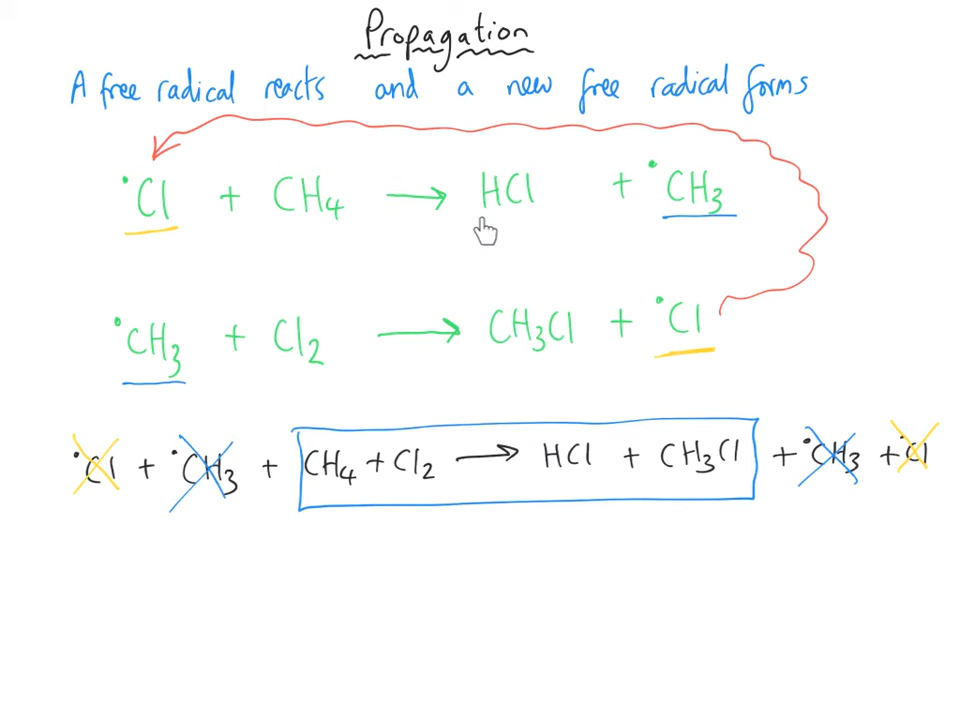 Propagation
A free radical reacts and a new free radical forms
•Cl + CH₄ → HCl + •CH₃
•CH₃ + Cl₂ → CH₃Cl + •Cl
•Cl + •CH₃ + CH₄ + Cl₂ → HCl + CH₃Cl + •CH₃ + •Cl